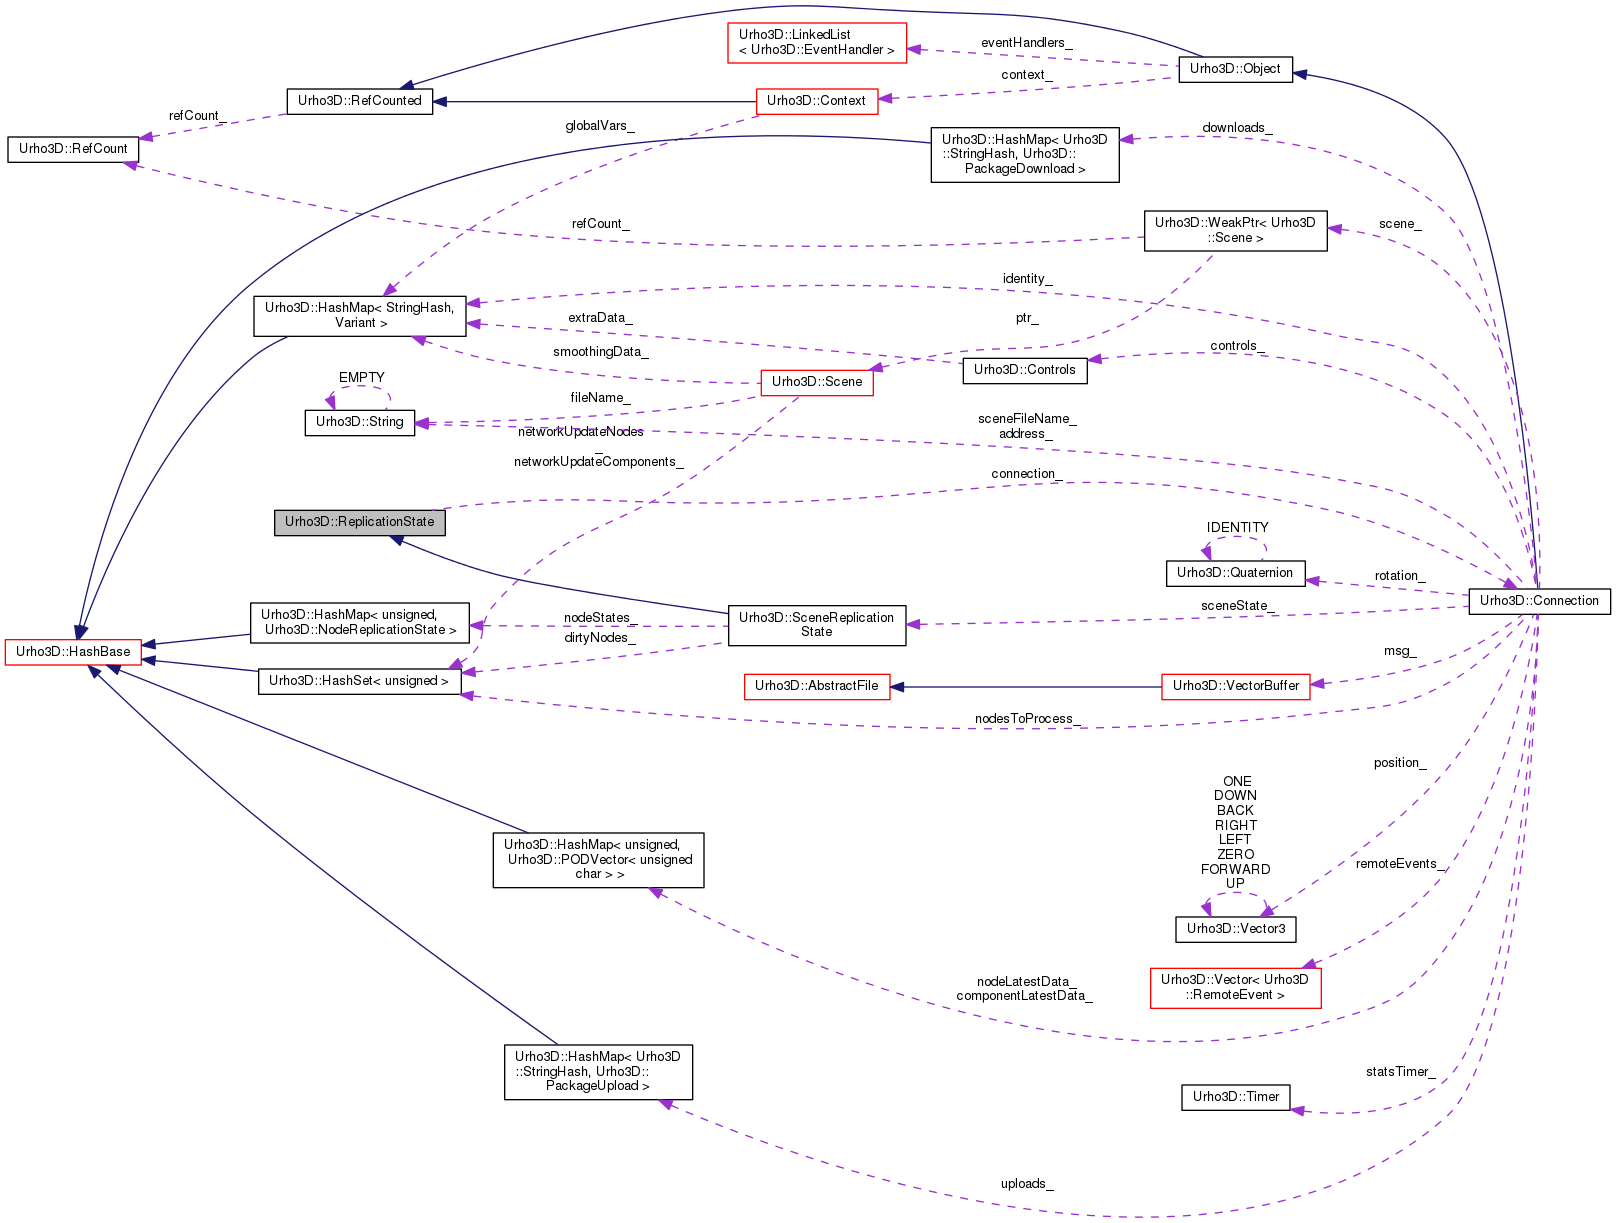 Urho3D::LinkedList
< Urho3D::EventHandler >
eventHandlers_
Urho3D::Object
context_
Urho3D::RefCounted
Urho3D::Context
refCount_
globalVars_
downloads_
Urho3D::RefCount
Urho3D::HashMap< Urho3D
::StringHash, Urho3D::
PackageDownload >
refCount_
Urho3D::WeakPtr< Urho3D
::Scene >
scene_
identity_
Urho3D::HashMap< StringHash,
Variant >
extraData_
ptr_
controls_
smoothingData_
Urho3D::Controls
EMPTY
Urho3D::Scene
fileName_
Urho3D::String
sceneFileName_
address_
networkUpdateNodes
_
networkUpdateComponents_
connection_
Urho3D::ReplicationState
IDENTITY
Urho3D::Quaternion
rotation_
Urho3D::Connection
sceneState_
Urho3D::HashMap< unsigned,
Urho3D::NodeReplicationState >
nodeStates_
Urho3D::SceneReplication
State
dirtyNodes_
Urho3D::HashBase
msg_
Urho3D::HashSet< unsigned >
Urho3D::AbstractFile
Urho3D::VectorBuffer
nodesToProcess_
position_
ONE
DOWN
BACK
RIGHT
LEFT
ZERO
FORWARD
UP
Urho3D::HashMap< unsigned,
Urho3D::PODVector< unsigned
char > >
remoteEvents_
Urho3D::Vector3
nodeLatestData_
componentLatestData_
Urho3D::Vector< Urho3D
::RemoteEvent >
Urho3D::HashMap< Urho3D
::StringHash, Urho3D::
PackageUpload >
statsTimer_
Urho3D::Timer
uploads_